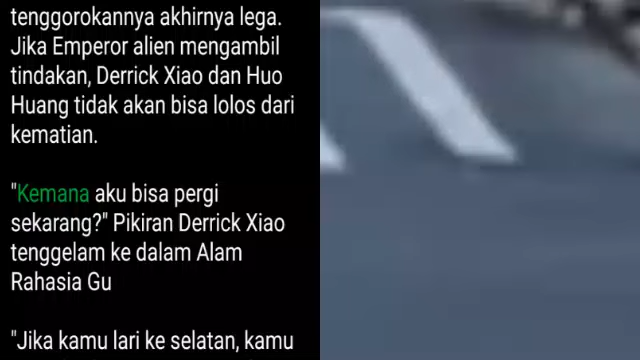 tenggorokannya akhirnya lega.
Jika Emperor alien mengambil
tindakan, Derrick Xiao dan Huo
Huang tidak akan bisa lolos dari
kematian.
"Kemana aku bisa pergi
sekarang?" Pikiran Derrick Xiao
tenggelam ke dalam Alam
Rahasia Gu
"Jika kamu lari ke selatan, kamu